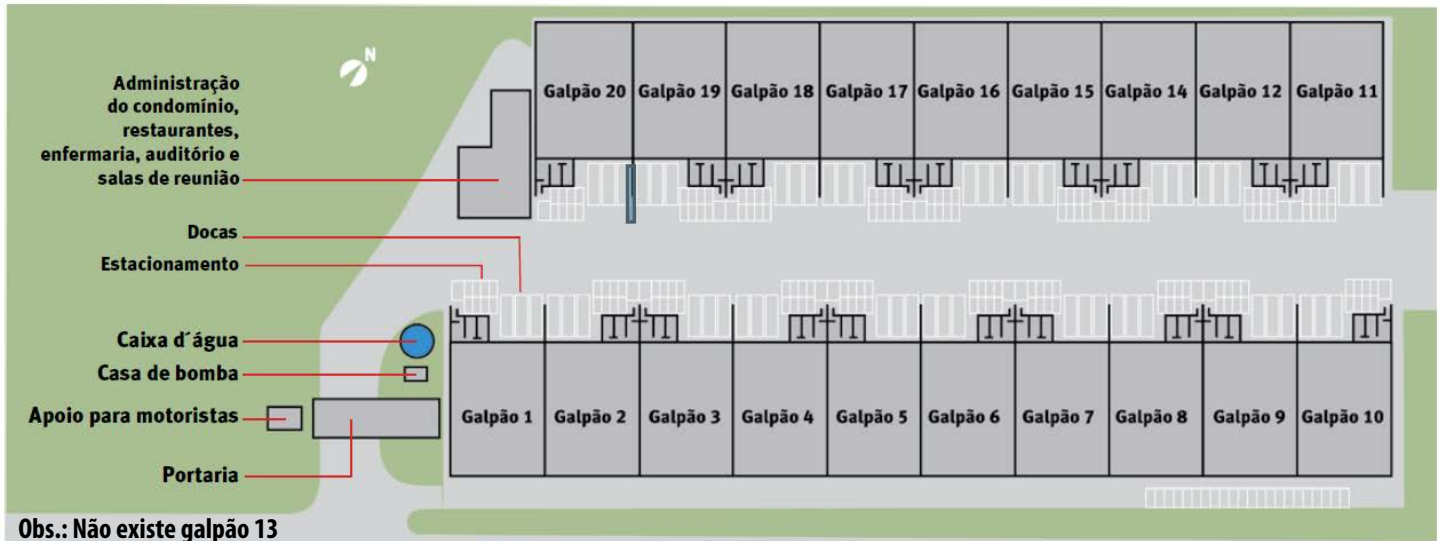 N
Administração
do condomínio,
restaurantes,
enfermaria, auditório e
salas de reunião
Docas
Estacionamento
Caixa d´água
Casa de bomba
Apoio para motoristas
Portaria
Galpão 20 Galpão 19 Galpão 18 Galpão 17 Galpão 16 Galpão 15 Galpão 14 Galpão 12 Galpão 11
Galpão 1 Galpão 2 Galpão 3 Galpão 4 Galpão 5 Galpão 6 Galpão 7 Galpão 8 Galpão 9 Galpão 10
Obs.: Não existe galpão 13